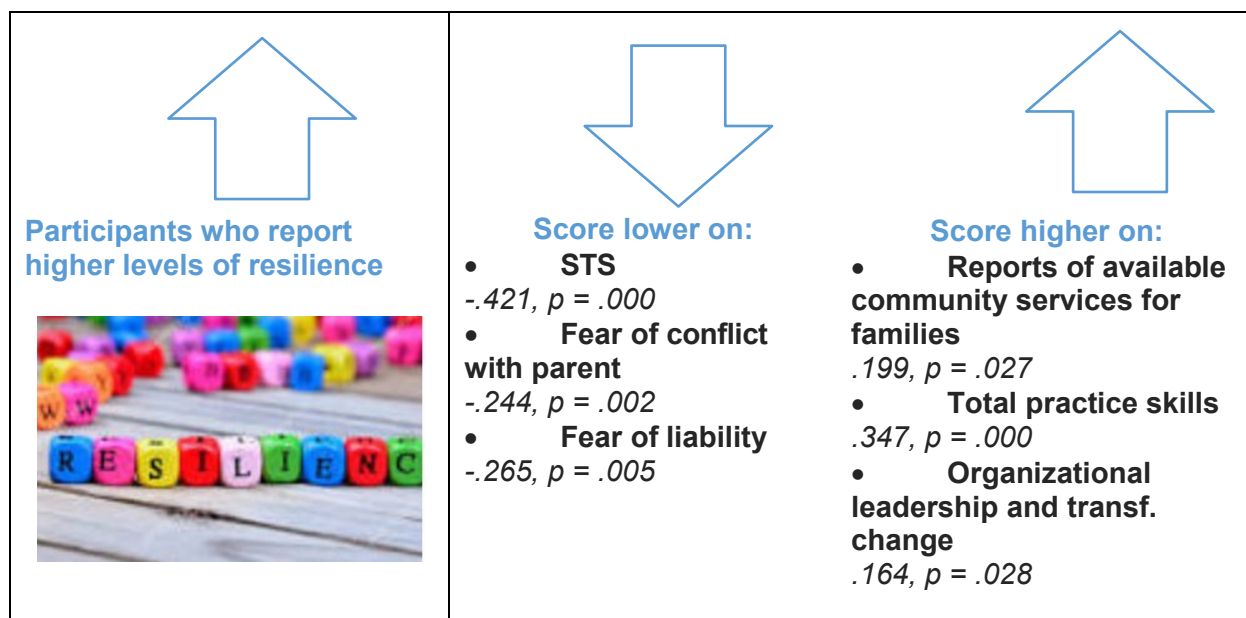 Participants who report
higher levels of resilience
W W
R E S I L I E N C
Score lower on:
• STS
-.421, p = .000
• Fear of conflict
with parent
-.244, p = .002
• Fear of liability
-.265, p = .005
Score higher on:
• Reports of available
community services for
families
.199, p = .027
• Total practice skills
.347, p = .000
• Organizational
leadership and transf.
change
.164, p = .028